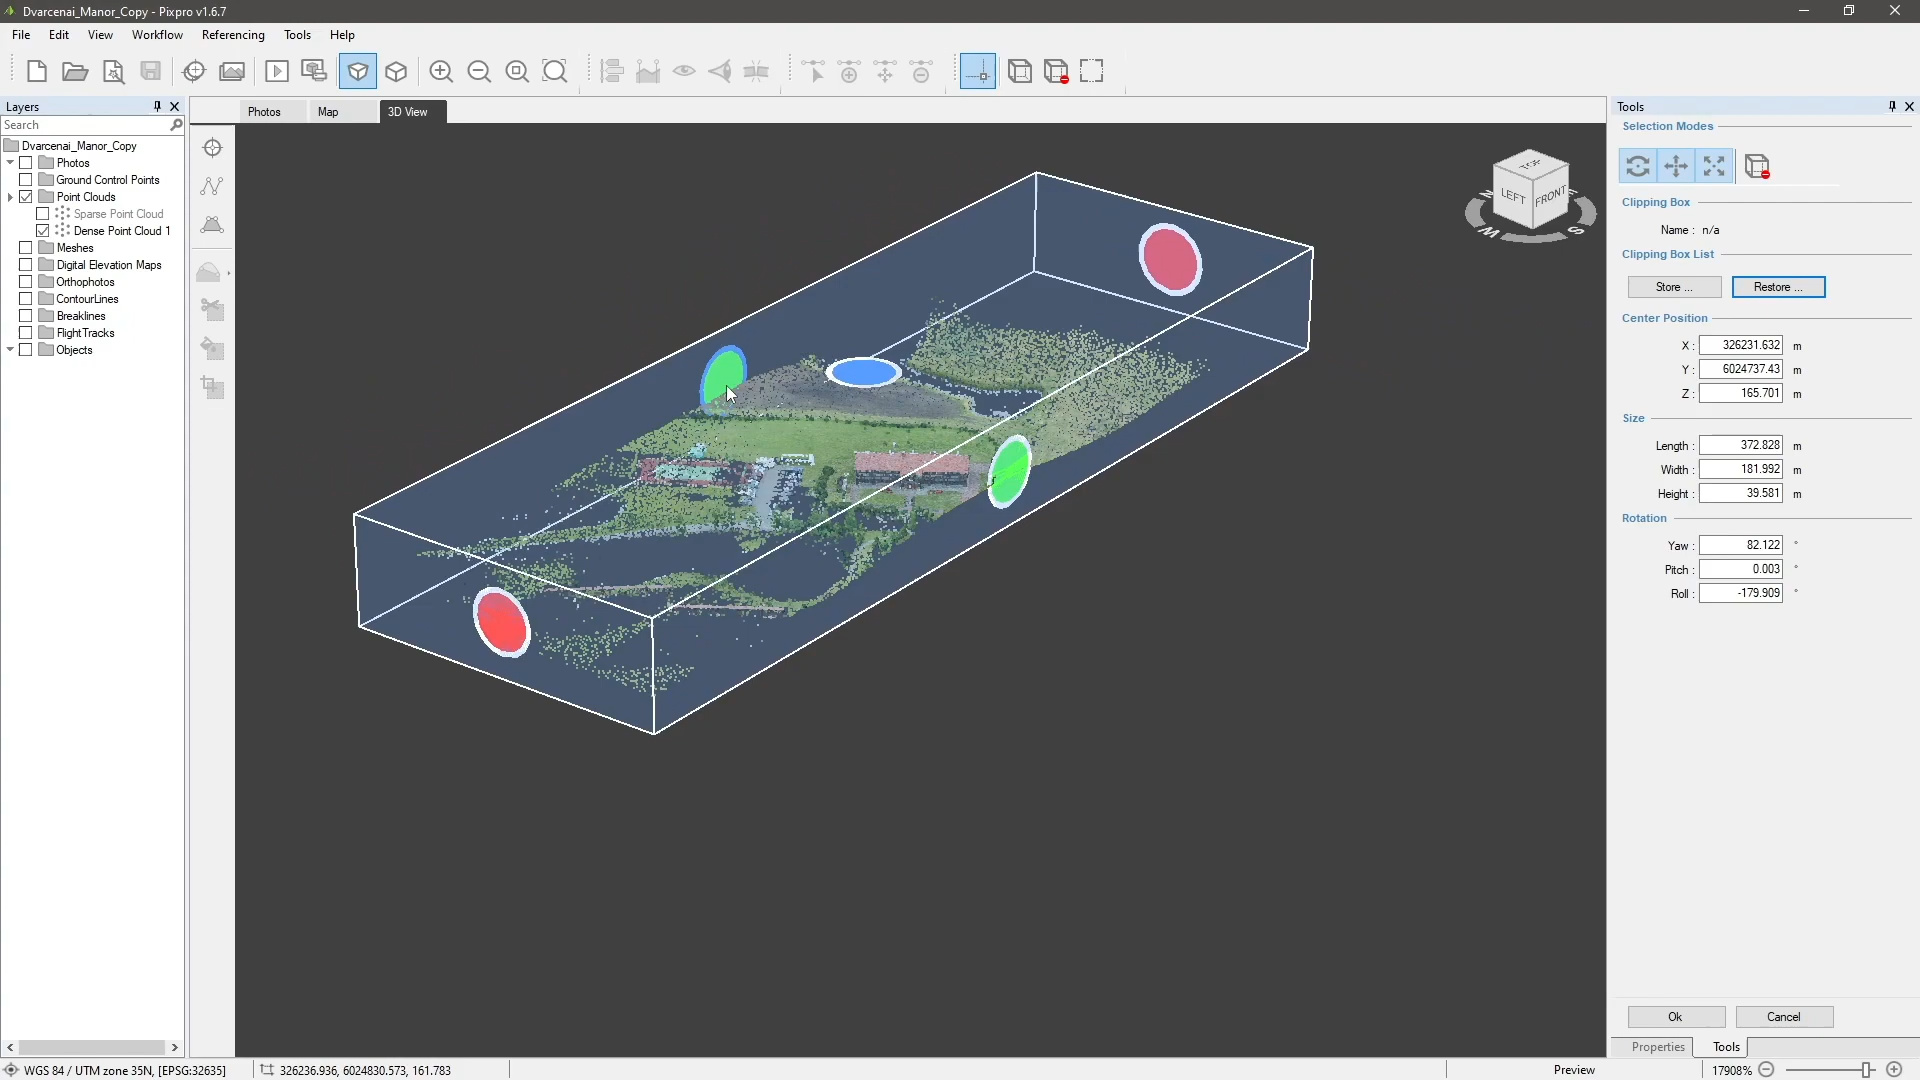 Dvarcenai_Manor_Copy - Pixpro v1.6.7
File Edit View Workflow Referencing Tools Help
Layers
Search
Dvarcenai_Manor_Copy
Photos
Ground Control Points
Point Clouds
Sparse Point Cloud
Dense Point Cloud 1
Meshes
Digital Elevation Maps
Orthophotos
ContourLines
Breaklines
FlightTracks
Objects
Photos Map 3D View
TOP
LEFT FRONT
Tools
Selection Modes
Clipping Box
Name : n/a
Clipping Box List
Store ... Restore ...
Center Position
X : 326231.632 m
Y : 6024737.43 m
Z : 165.701 m
Size
Length : 372.828 m
Width : 181.992 m
Height : 39.581 m
Rotation
Yaw : 82.122 °
Pitch : 0.003 °
Roll : -179.909 °
Ok Cancel
Properties Tools
WGS 84 / UTM zone 35N, [EPSG:32635] 326236.936, 6024830.573, 161.783 Preview 17908%